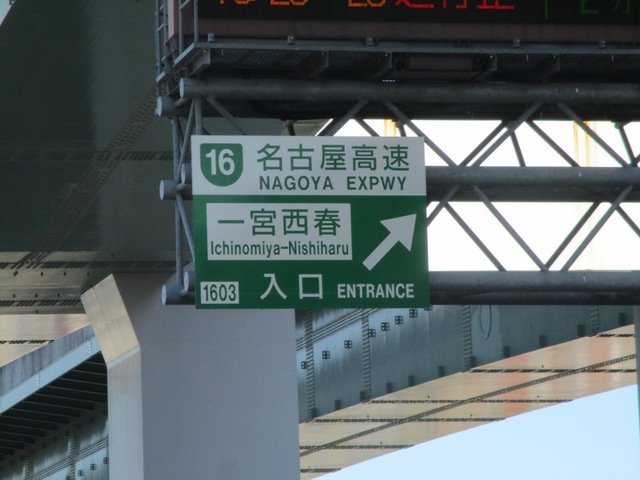 16 名古屋高速
NAGOYA EXPWY
一宮西春
Ichinomiya-Nishiharu
1603 入口 ENTRANCE